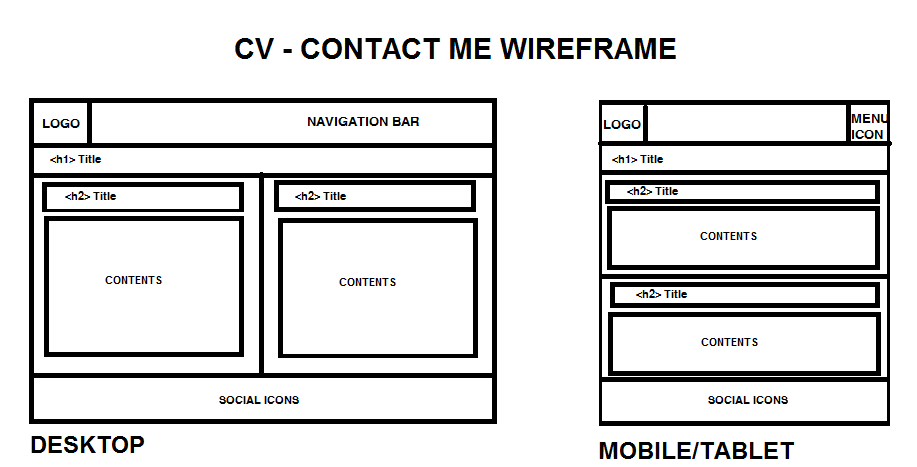 CV - CONTACT ME WIREFRAME
LOGO
NAVIGATION BAR
<h1> Title
<h2> Title
<h2> Title
CONTENTS
CONTENTS
SOCIAL ICONS
DESKTOP
LOGO
MENU
ICON
<h1> Title
<h2> Title
CONTENTS
<h2> Title
CONTENTS
SOCIAL ICONS
MOBILE/TABLET